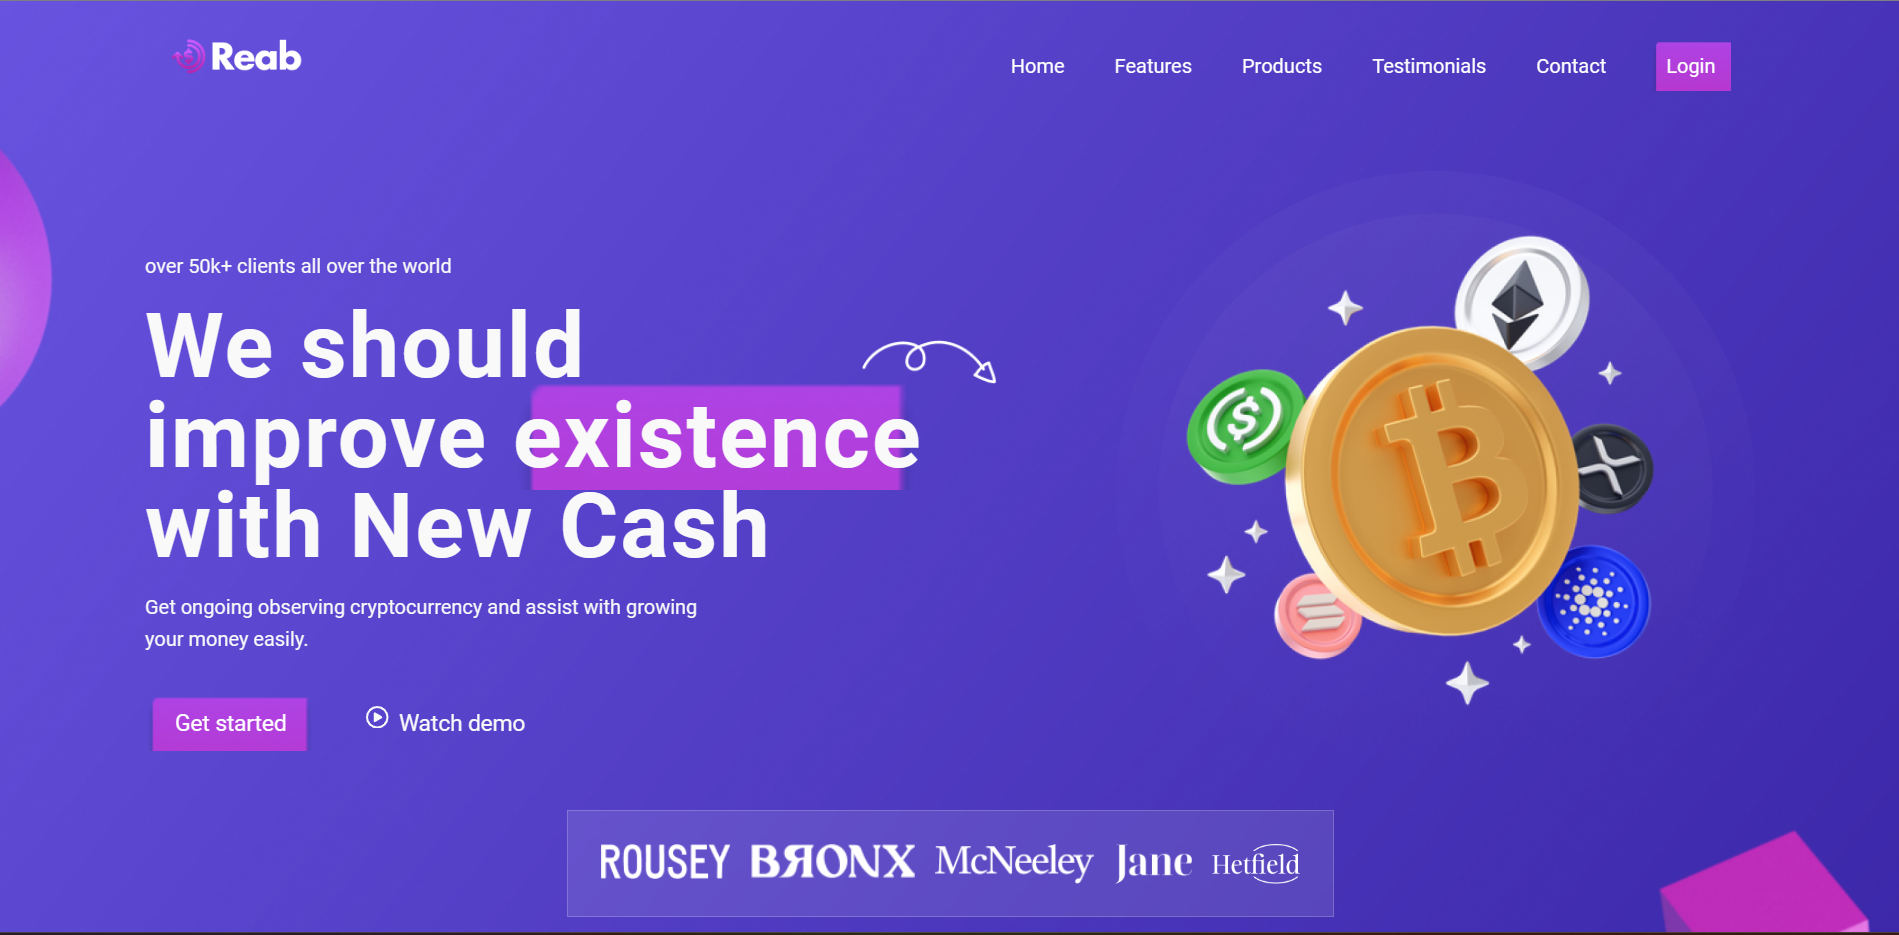 Reab
Home
Features
Products
Testimonials
Contact
Login
over 50k+ clients all over the world
We should
improve existence
with New Cash
Get ongoing observing cryptocurrency and assist with growing
your money easily.
Get started
Watch demo
ROUSEY
BЯONX
McNeeley
Jane
Hetfield